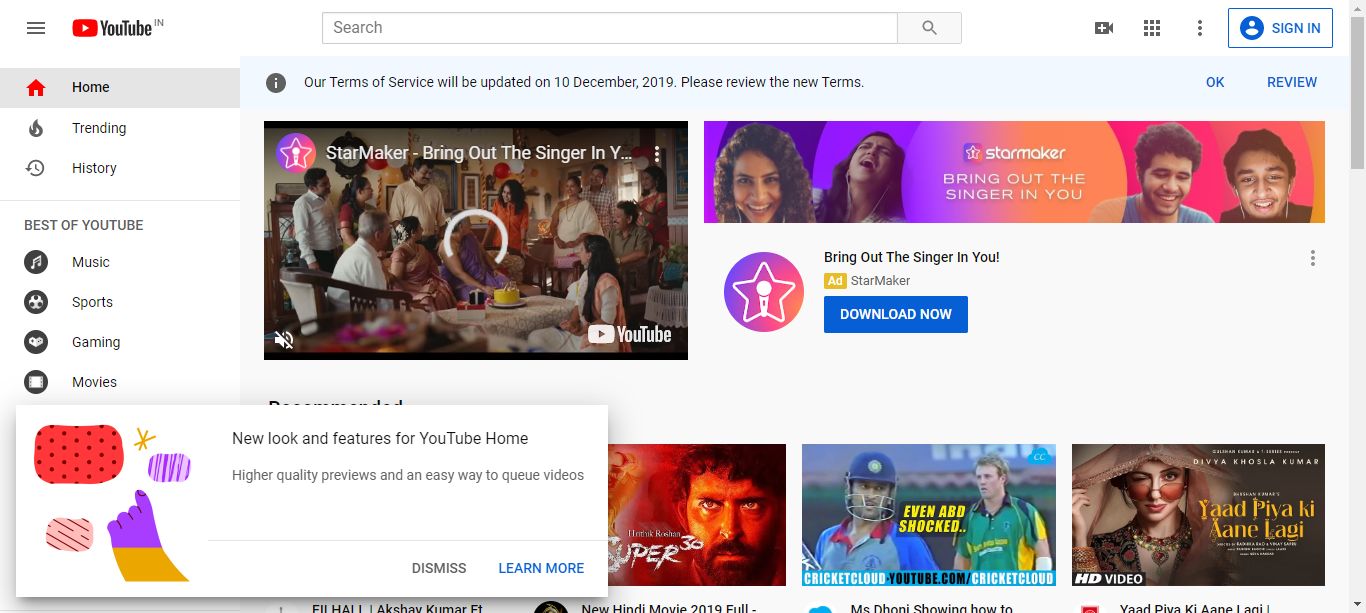 YouTube IN
Search
SIGN IN
Home
Trending
History
BEST OF YOUTUBE
Music
Sports
Gaming
Movies
Our Terms of Service will be updated on 10 December, 2019. Please review the new Terms.
OK
REVIEW
StarMaker - Bring Out The Singer In Y...
YouTube
starmaker
BRING OUT THE
SINGER IN YOU
Bring Out The Singer In You!
Ad StarMaker
DOWNLOAD NOW
Recommended
New look and features for YouTube Home
Higher quality previews and an easy way to queue videos
DISMISS
LEARN MORE
Hrithik Roshan
SUPER 30
CC
EVEN ABD
SHOCKED..
CRICKETCLOUD-YOUTUBE.COM/CRICKETCLOUD
GULSHAN KUMAR & T-SERIES PRESENT
DIVYA KHOSLA KUMAR
BHUSHAN KUMAR'S
Yaad Piya ki
Aane Lagi
HD VIDEO
FILHALL | Akshay Kumar Ft
New Hindi Movie 2019 Full -
Ms Dhoni Showing how to
Yaad Piya Ki Aane Lagi |